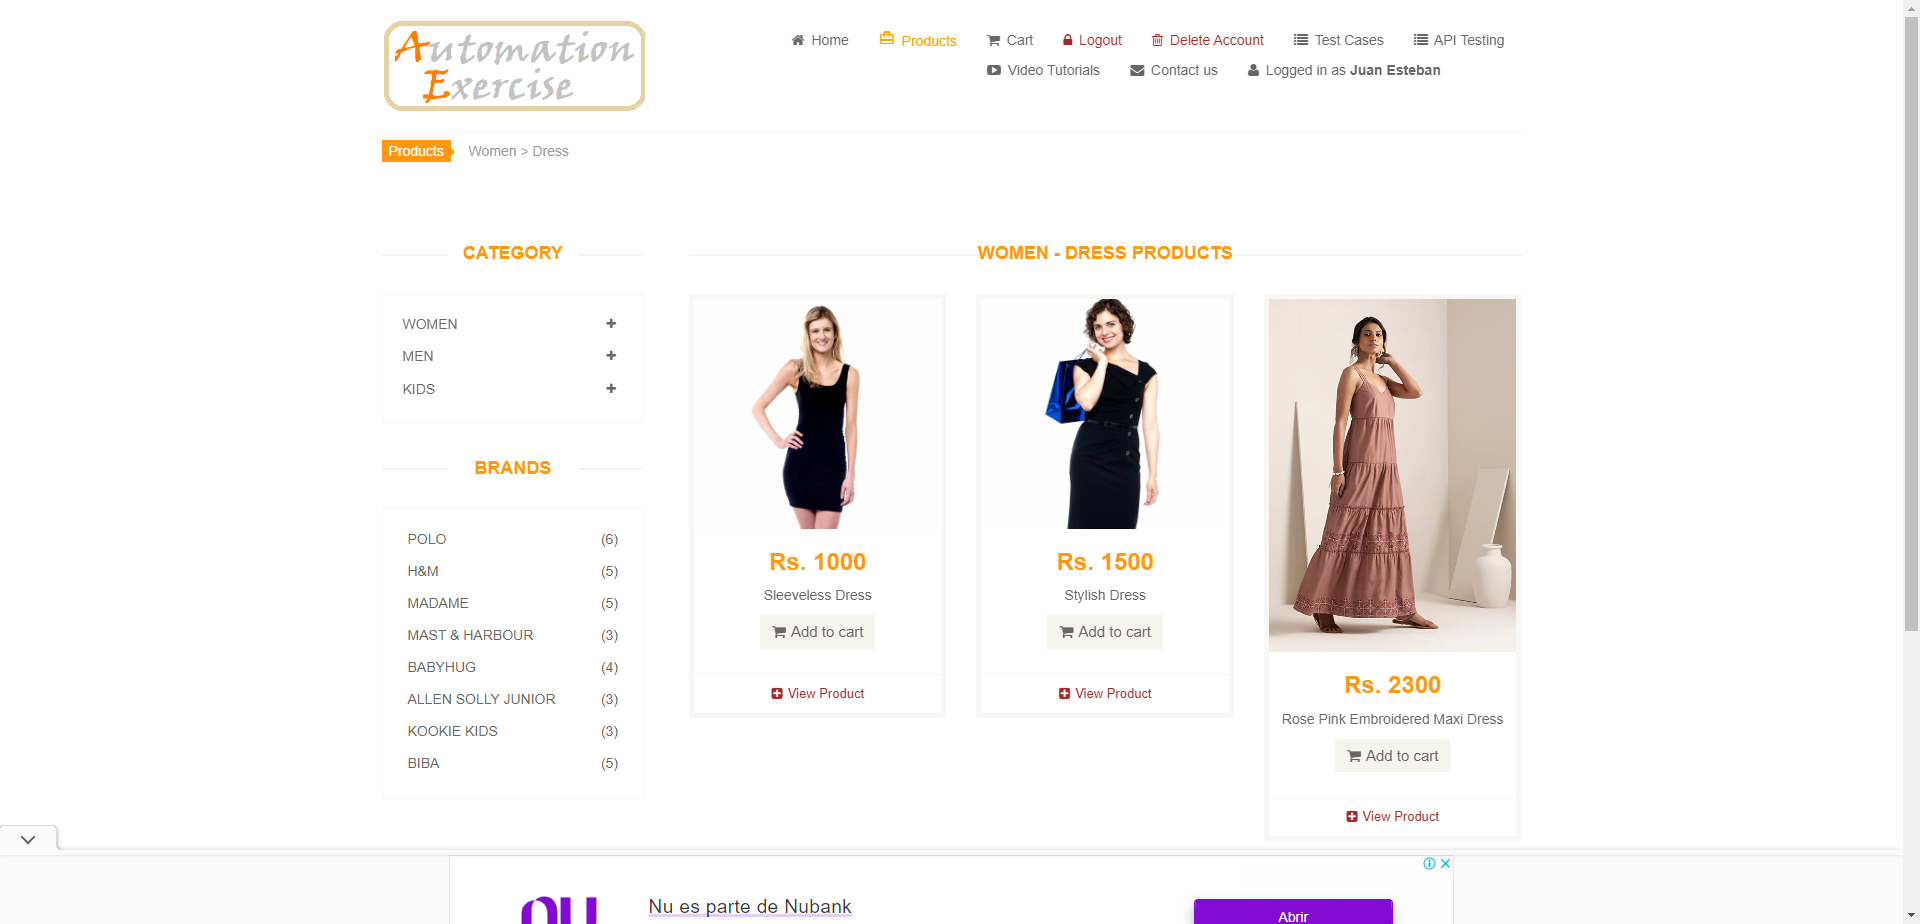 Automation
Exercise
Home
Products
Cart
Logout
Delete Account
Test Cases
API Testing
Video Tutorials
Contact us
Logged in as Juan Esteban
Products
Women > Dress
CATEGORY
WOMEN
MEN
KIDS
BRANDS
POLO (6)
H&M (5)
MADAME (5)
MAST & HARBOUR (3)
BABYHUG (4)
ALLEN SOLLY JUNIOR (3)
KOOKIE KIDS (3)
BIBA (5)
WOMEN - DRESS PRODUCTS
Rs. 1000
Sleeveless Dress
Add to cart
View Product
Rs. 1500
Stylish Dress
Add to cart
View Product
Rs. 2300
Rose Pink Embroidered Maxi Dress
Add to cart
View Product
nu
Nu es parte de Nubank
Abrir